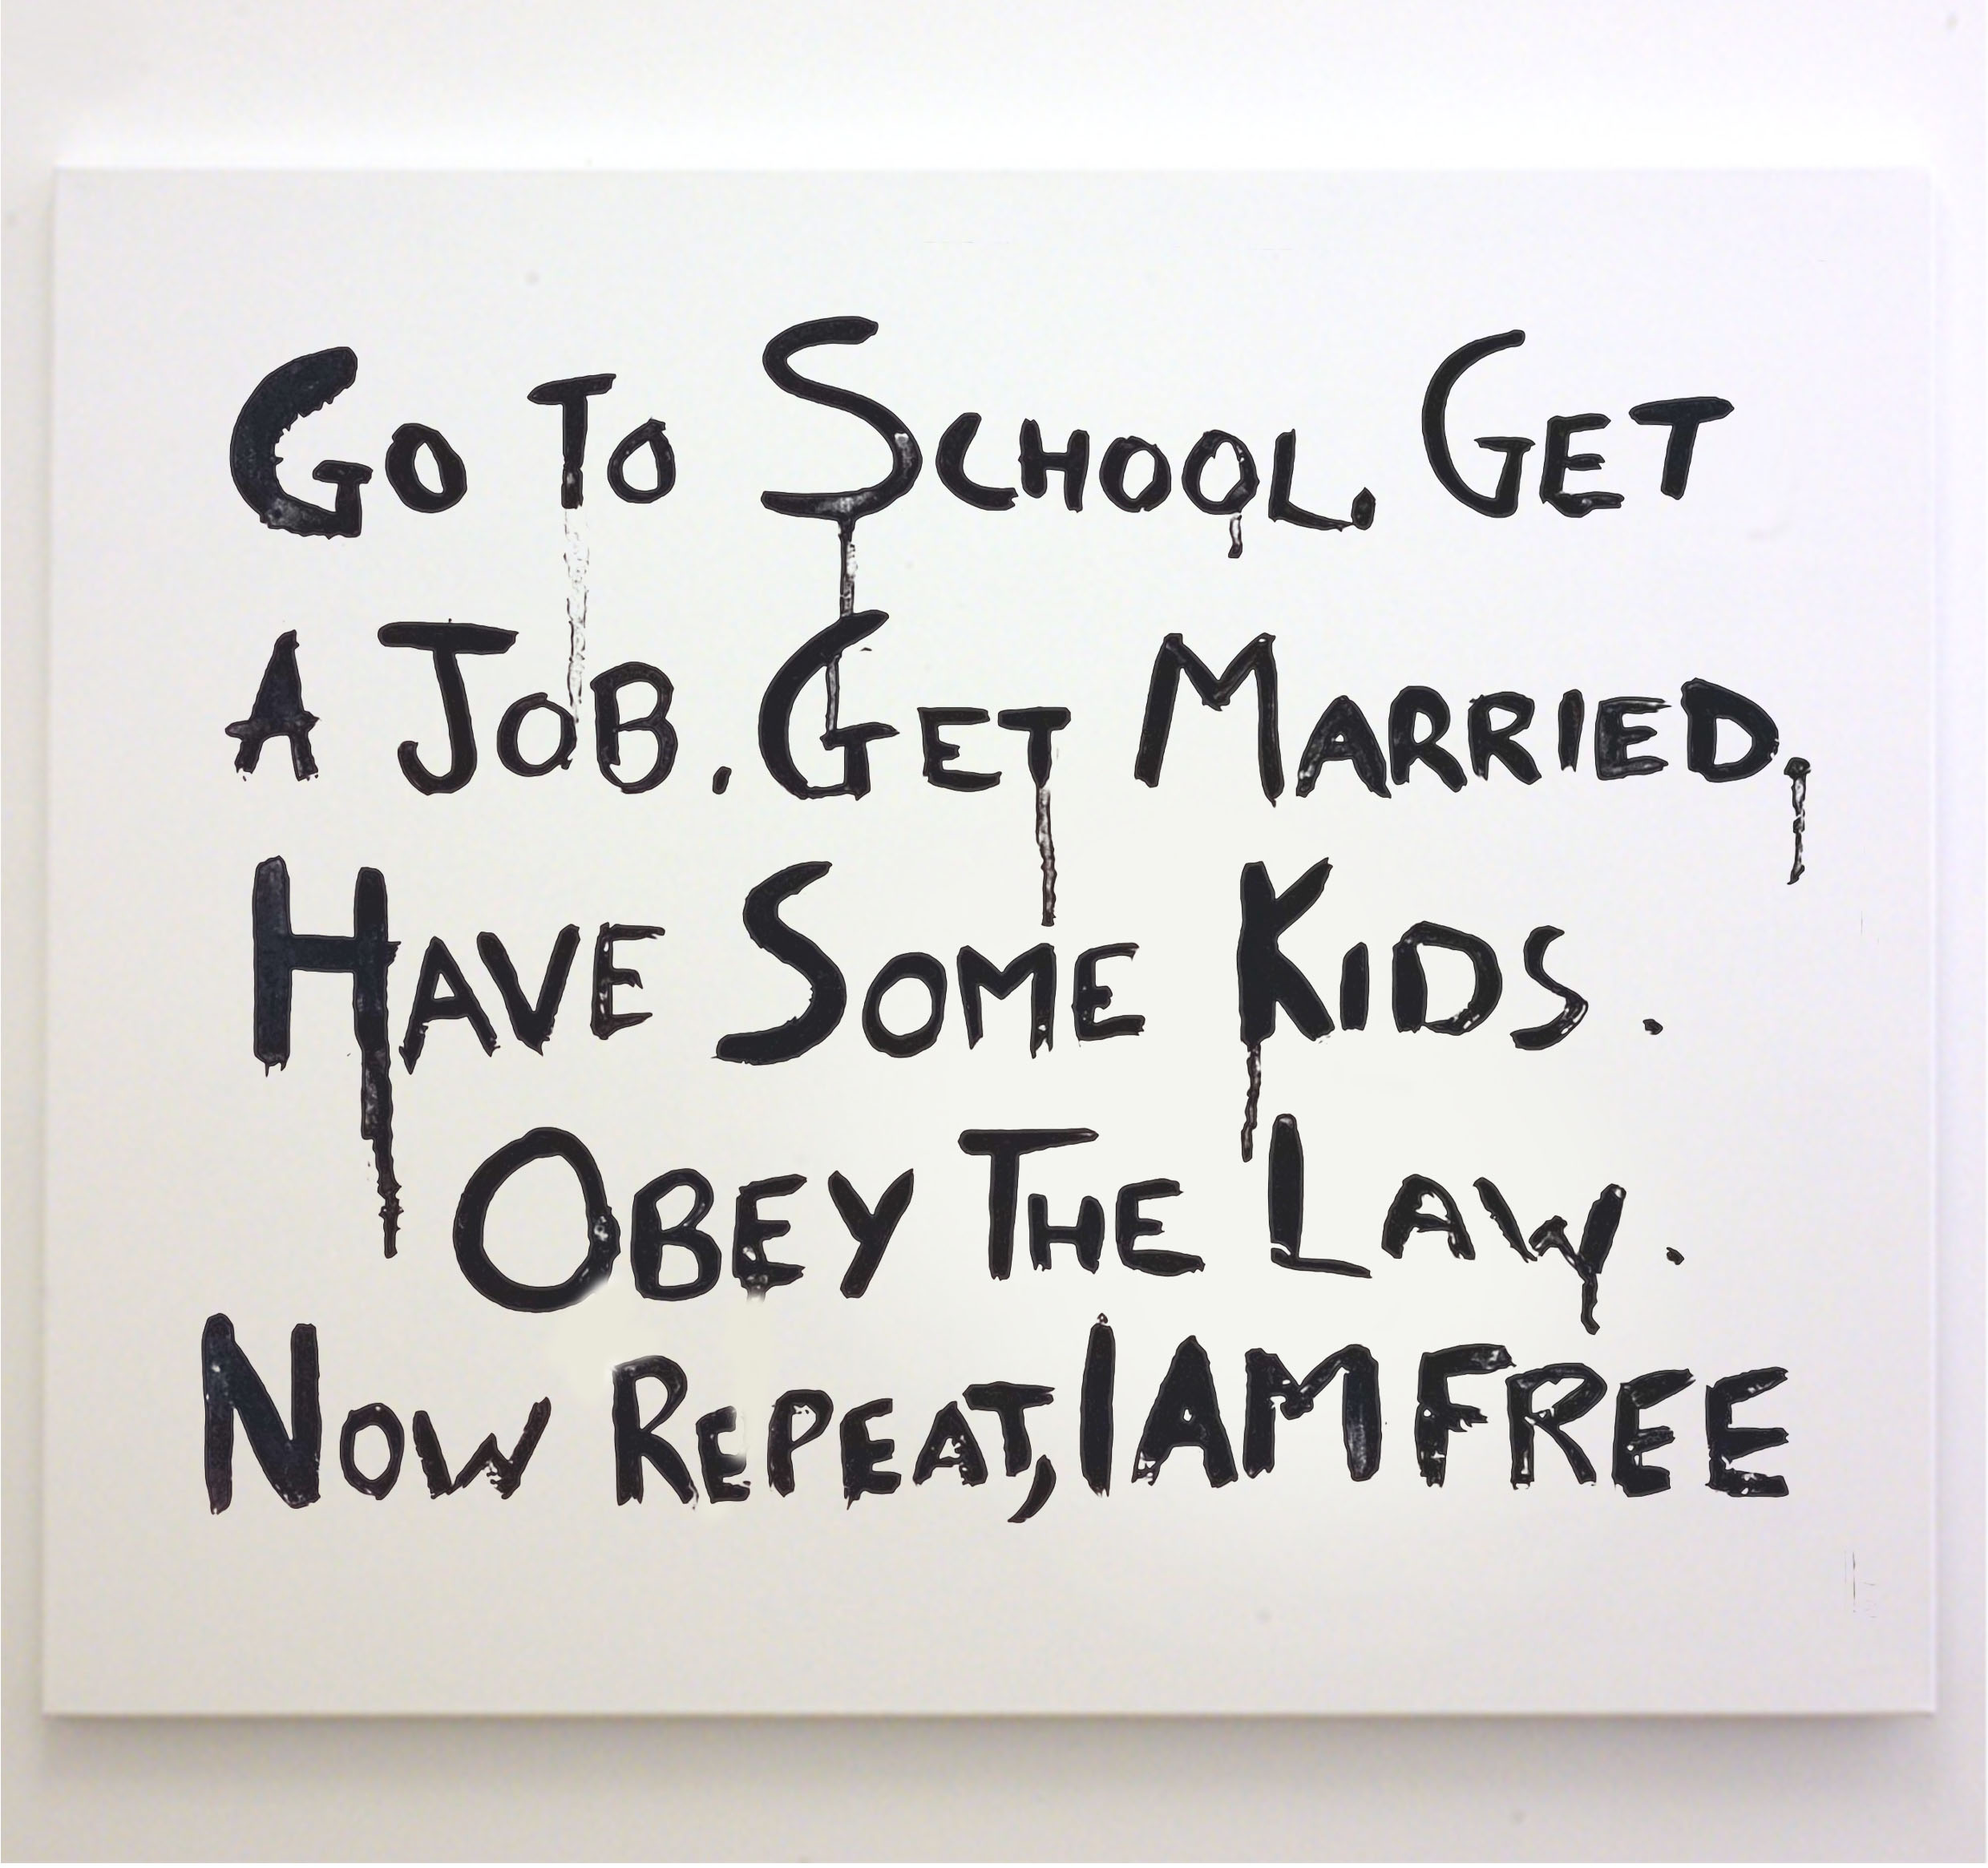 GO TO SCHOOL. GET
A JOB. GET MARRIED,
HAVE SOME KIDS.
OBEY THE LAW.
NOW REPEAT, I AM FREE